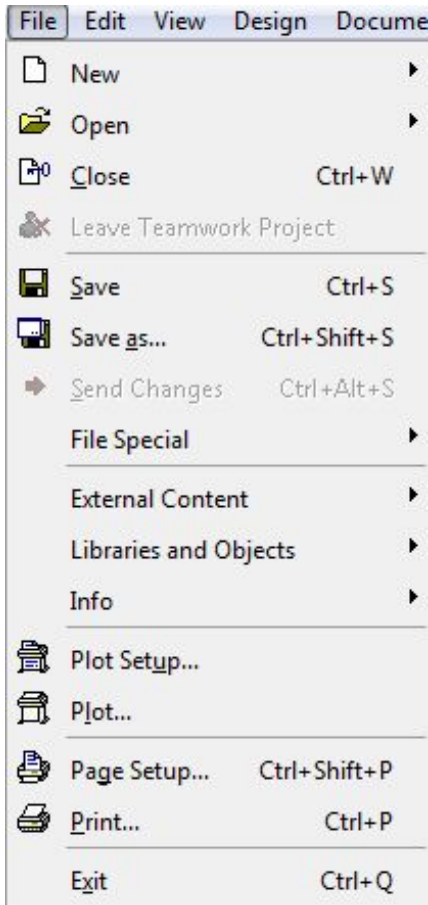 File Edit View Design Docume
New
Open
Close Ctrl+W
Leave Teamwork Project
Save Ctrl+S
Save as... Ctrl+Shift+S
Send Changes Ctrl+Alt+S
File Special
External Content
Libraries and Objects
Info
Plot Setup...
Plot...
Page Setup... Ctrl+Shift+P
Print... Ctrl+P
Exit Ctrl+Q